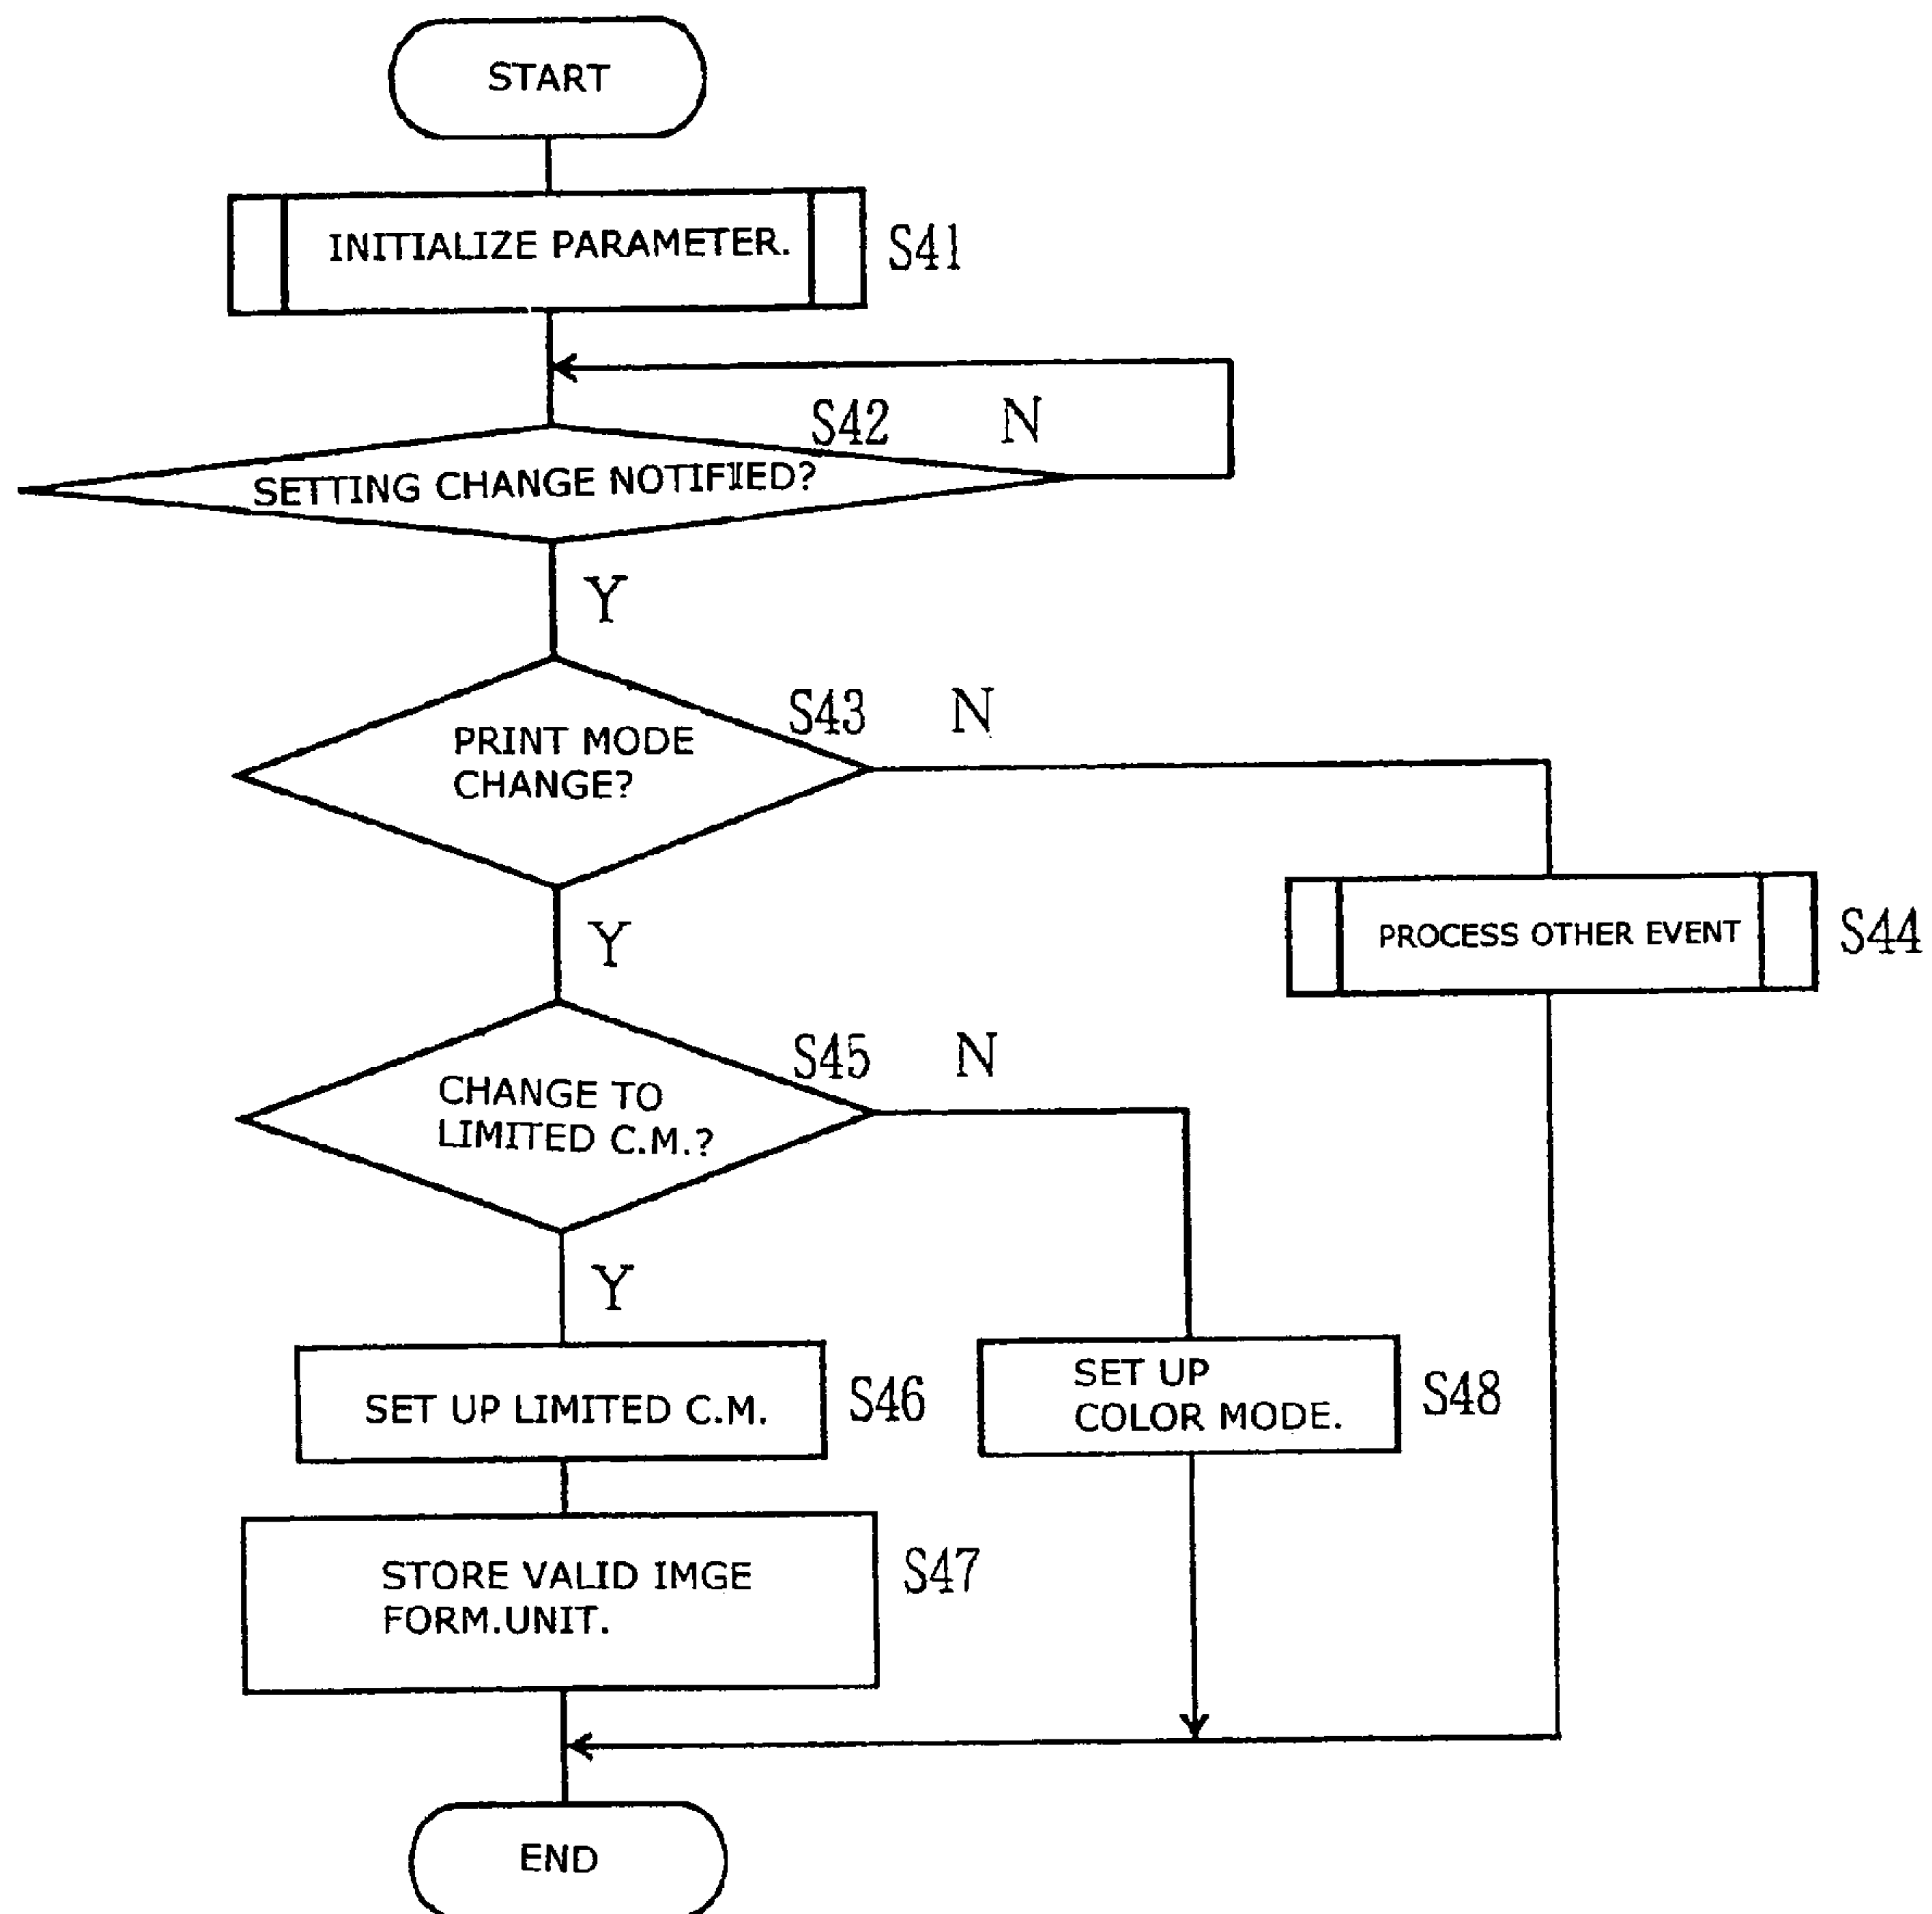 START
INITIALIZE PARAMETER.
S41
S42
N
SETTING CHANGE NOTIFIED?
Y
S43
N
PRINT MODE
CHANGE?
PROCESS OTHER EVENT
S44
Y
S45
N
CHANGE TO
LIMITED C.M.?
Y
SET UP LIMITED C.M.
S46
SET UP
COLOR MODE.
S48
STORE VALID IMGE
FORM.UNIT.
S47
END